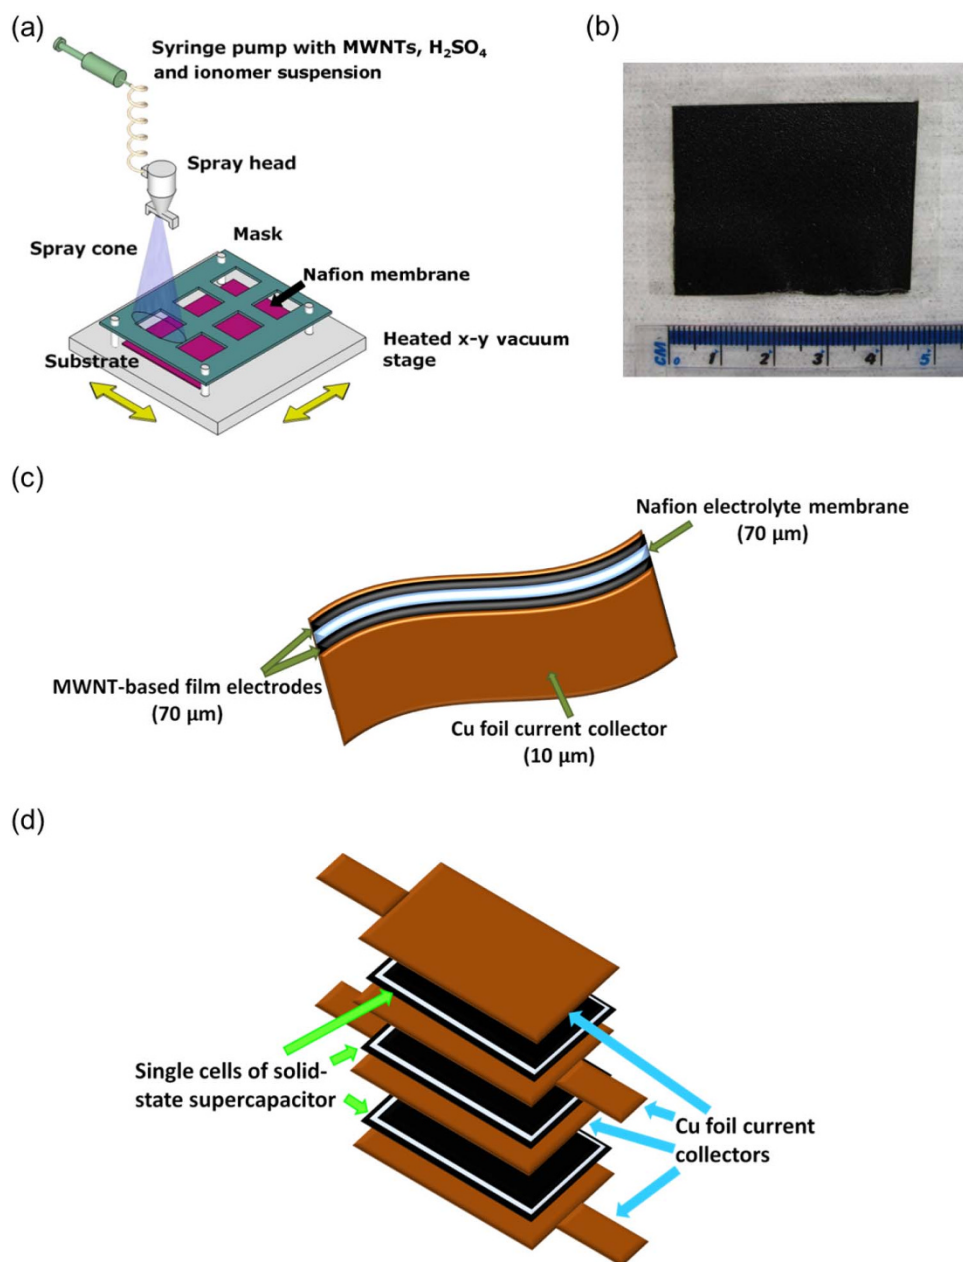 (a)
Syringe pump with MWNTs, H₂SO₄
and ionomer suspension
Spray head
Spray cone
Mask
Nafion membrane
Substrate
Heated x-y vacuum
stage
(b)
CM 0 1 2 3 4 5
(c)
Nafion electrolyte membrane
(70 μm)
MWNT-based film electrodes
(70 μm)
Cu foil current collector
(10 μm)
(d)
Single cells of solid-
state supercapacitor
Cu foil current
collectors